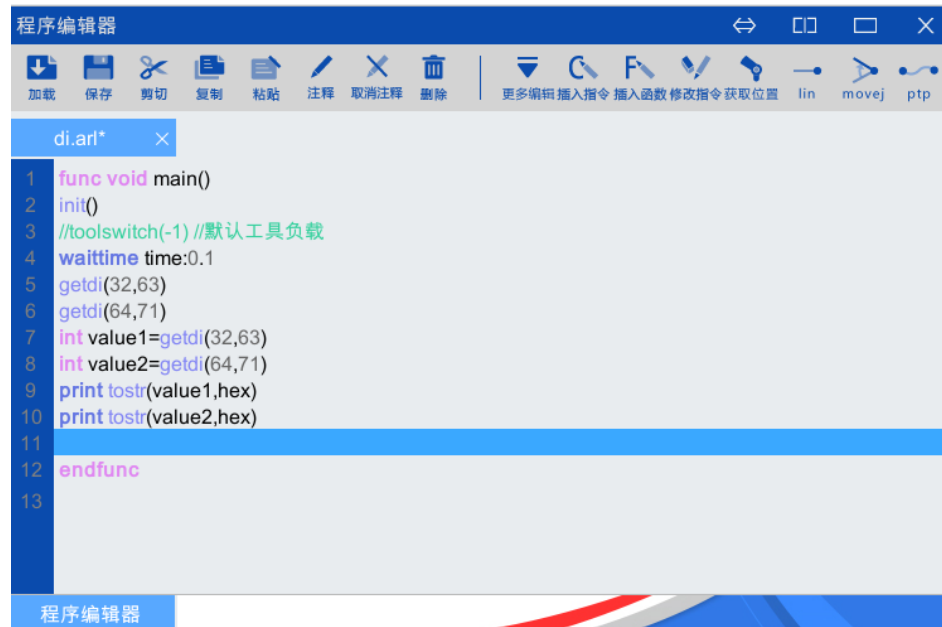 程序编辑器
加载 保存 剪切 复制 粘贴 注释 取消注释 删除 更多编辑 插入指令 插入函数 修改指令 获取位置 lin movej ptp
di.arl*
1 func void main()
2 init()
3 //toolswitch(-1) //默认工具负载
4 waittime time:0.1
5 getdi(32,63)
6 getdi(64,71)
7 int value1=getdi(32,63)
8 int value2=getdi(64,71)
9 print tostr(value1,hex)
10 print tostr(value2,hex)
11
12 endfunc
13
程序编辑器